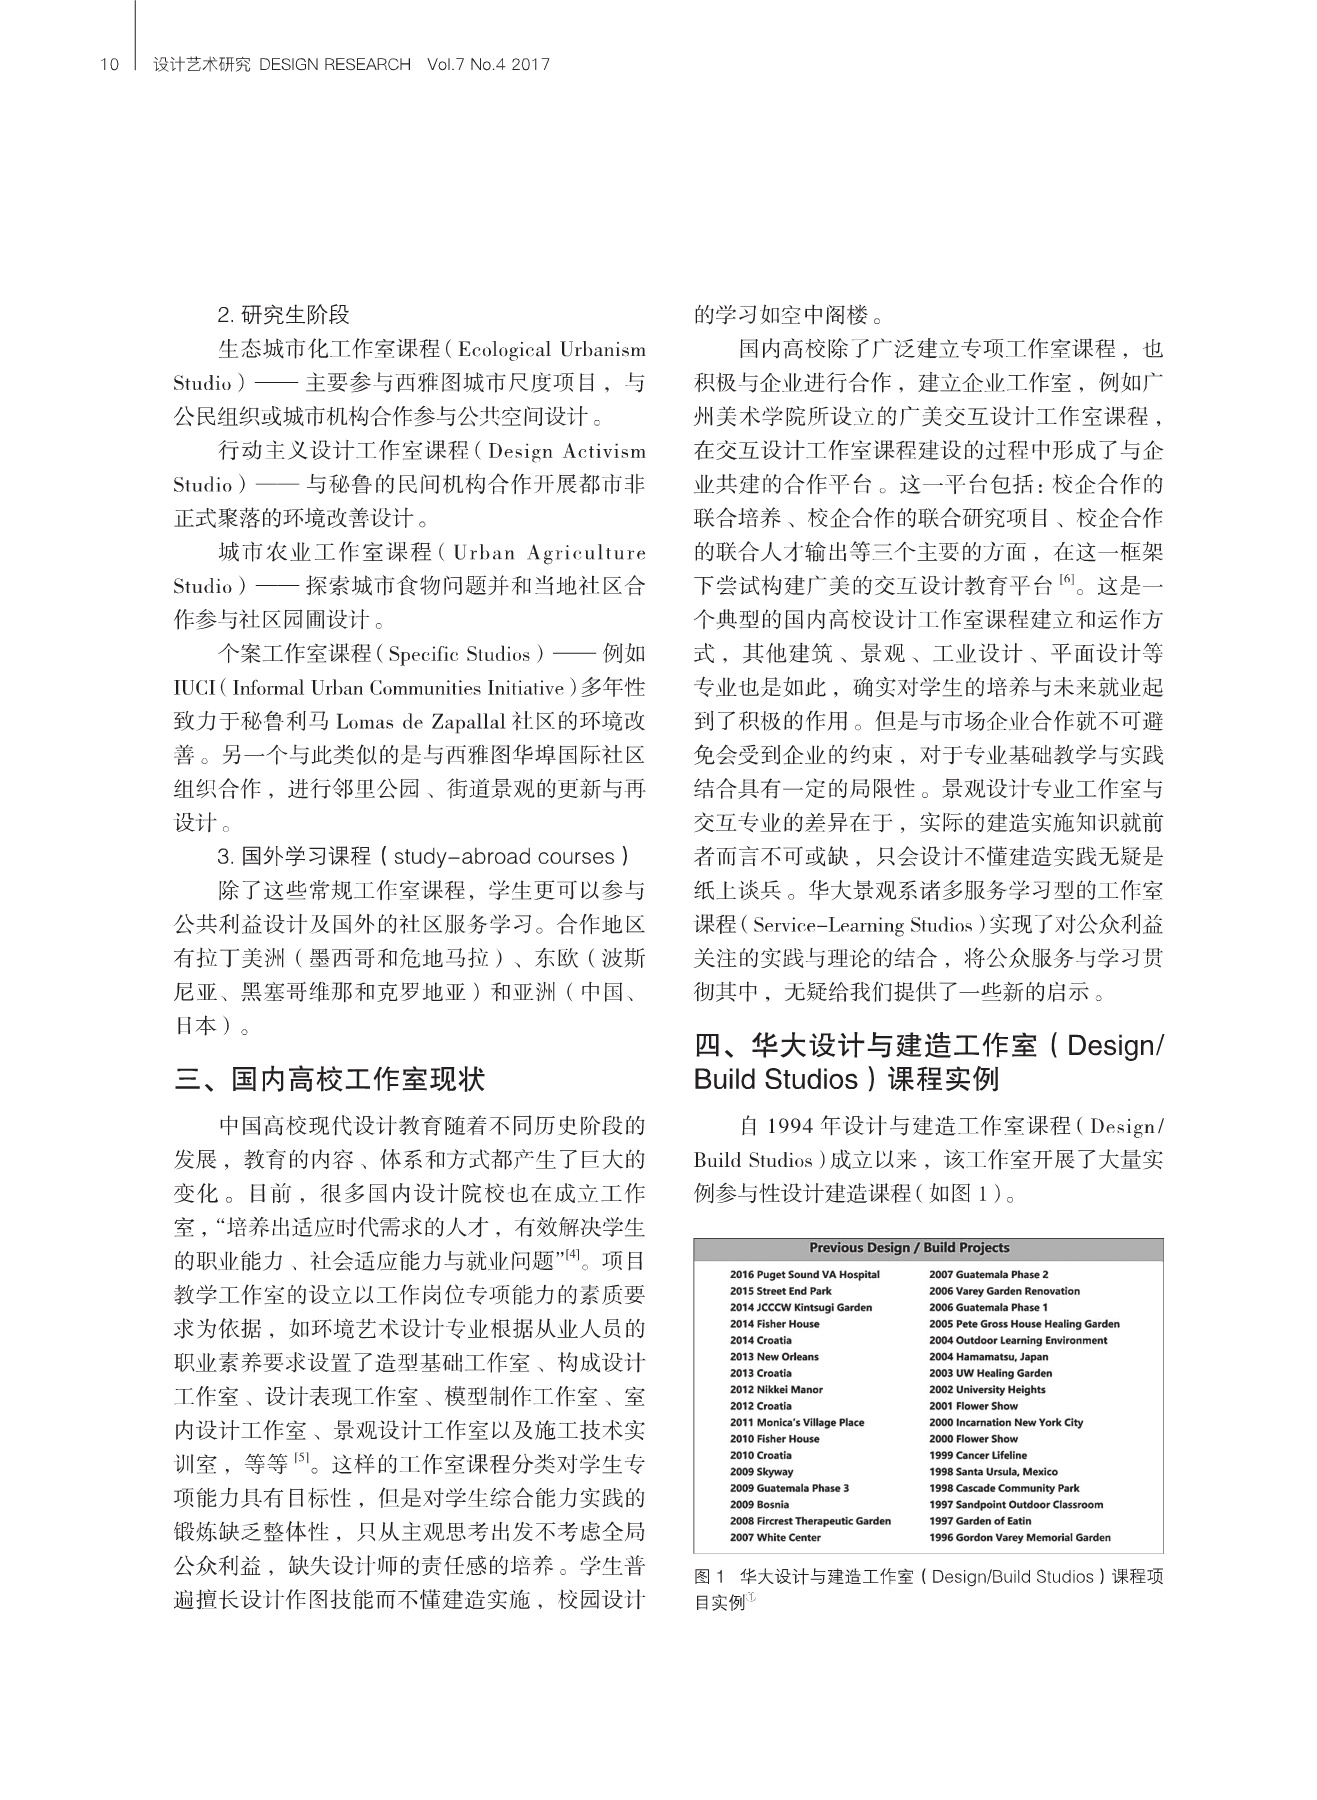 10 设计艺术研究 DESIGN RESEARCH Vol.7 No.4 2017
2. 研究生阶段
生态城市化工作室课程（Ecological Urbanism
Studio）—— 主要参与西雅图城市尺度项目，与
公民组织或城市机构合作参与公共空间设计。
行动主义设计工作室课程（Design Activism
Studio）—— 与秘鲁的民间机构合作开展都市非
正式聚落的环境改善设计。
城市农业工作室课程（Urban Agriculture
Studio）—— 探索城市食物问题并和当地社区合
作参与社区园圃设计。
个案工作室课程（Specific Studios）—— 例如
IUCI（Informal Urban Communities Initiative）多年性
致力于秘鲁利马 Lomas de Zapallal 社区的环境改
善。另一个与此类似的是与西雅图华埠国际社区
组织合作，进行邻里公园、街道景观的更新与再
设计。
3. 国外学习课程（study-abroad courses）
除了这些常规工作室课程，学生更可以参与
公共利益设计及国外的社区服务学习。合作地区
有拉丁美洲（墨西哥和危地马拉）、东欧（波斯
尼亚、黑塞哥维那和克罗地亚）和亚洲（中国、
日本）。
三、国内高校工作室现状
中国高校现代设计教育随着不同历史阶段的
发展，教育的内容、体系和方式都产生了巨大的
变化。目前，很多国内设计院校也在成立工作
室，“培养出适应时代需求的人才，有效解决学生
的职业能力、社会适应能力与就业问题”[4]。项目
教学工作室的设立以工作岗位专项能力的素质要
求为依据，如环境艺术设计专业根据从业人员的
职业素养要求设置了造型基础工作室、构成设计
工作室、设计表现工作室、模型制作工作室、室
内设计工作室、景观设计工作室以及施工技术实
训室，等等 [5]。这样的工作室课程分类对学生专
项能力具有目标性，但是对学生综合能力实践的
锻炼缺乏整体性，只从主观思考出发不考虑全局
公众利益，缺失设计师的责任感的培养。学生普
遍擅长设计作图技能而不懂建造实施，校园设计
的学习如空中阁楼。
国内高校除了广泛建立专项工作室课程，也
积极与企业进行合作，建立企业工作室，例如广
州美术学院所设立的广美交互设计工作室课程，
在交互设计工作室课程建设的过程中形成了与企
业共建的合作平台。这一平台包括：校企合作的
联合培养、校企合作的联合研究项目、校企合作
的联合人才输出等三个主要的方面，在这一框架
下尝试构建广美的交互设计教育平台 [6]。这是一
个典型的国内高校设计工作室课程建立和运作方
式，其他建筑、景观、工业设计、平面设计等
专业也是如此，确实对学生的培养与未来就业起
到了积极的作用。但是与市场企业合作就不可避
免会受到企业的约束，对于专业基础教学与实践
结合具有一定的局限性。景观设计专业工作室与
交互专业的差异在于，实际的建造实施知识就前
者而言不可或缺，只会设计不懂建造实践无疑是
纸上谈兵。华大景观系诸多服务学习型的工作室
课程（Service-Learning Studios）实现了对公众利益
关注的实践与理论的结合，将公众服务与学习贯
彻其中，无疑给我们提供了一些新的启示。
四、华大设计与建造工作室（Design/
Build Studios）课程实例
自 1994 年设计与建造工作室课程（Design/
Build Studios）成立以来，该工作室开展了大量实
例参与性设计建造课程（如图 1）。
Previous Design / Build Projects
2016 Puget Sound VA Hospital
2015 Street End Park
2014 JCCCW Kintsugi Garden
2014 Fisher House
2014 Croatia
2013 New Orleans
2013 Croatia
2012 Nikkei Manor
2012 Croatia
2011 Monica's Village Place
2010 Fisher House
2010 Croatia
2009 Skyway
2009 Guatemala Phase 3
2009 Bosnia
2008 Fircrest Therapeutic Garden
2007 White Center
2007 Guatemala Phase 2
2006 Varey Garden Renovation
2006 Guatemala Phase 1
2005 Pete Gross House Healing Garden
2004 Outdoor Learning Environment
2004 Hamamatsu, Japan
2003 UW Healing Garden
2002 University Heights
2001 Flower Show
2000 Incarnation New York City
2000 Flower Show
1999 Cancer Lifeline
1998 Santa Ursula, Mexico
1998 Cascade Community Park
1997 Sandpoint Outdoor Classroom
1997 Garden of Eatin
1996 Gordon Varey Memorial Garden
图 1 华大设计与建造工作室（Design/Build Studios）课程项
目实例①